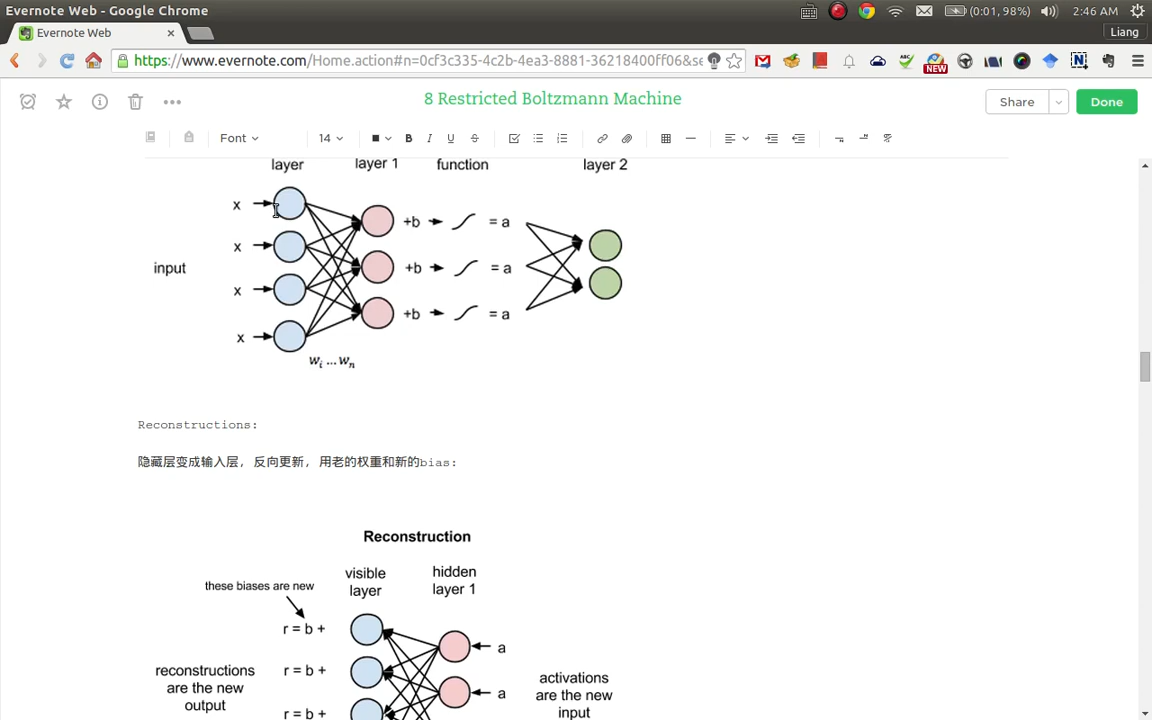 Evernote Web - Google Chrome
(0:01, 98%)
2:46 AM
Evernote Web
Liang
https://www.evernote.com/Home.action#n=0cf3c335-4c2b-4ea3-8881-36218400ff06&se
NEW
8 Restricted Boltzmann Machine
Share
Done
Font
14
B I U
layer layer 1 function layer 2
x +b = a
x
input +b = a
x
+b = a
x
wi ...wn
Reconstructions:
隐藏层变成输入层, 反向更新, 用老的权重和新的bias:
Reconstruction
these biases are new
visible layer
hidden layer 1
r = b +
a
reconstructions are the new output
r = b +
a
activations are the new input
r = b +